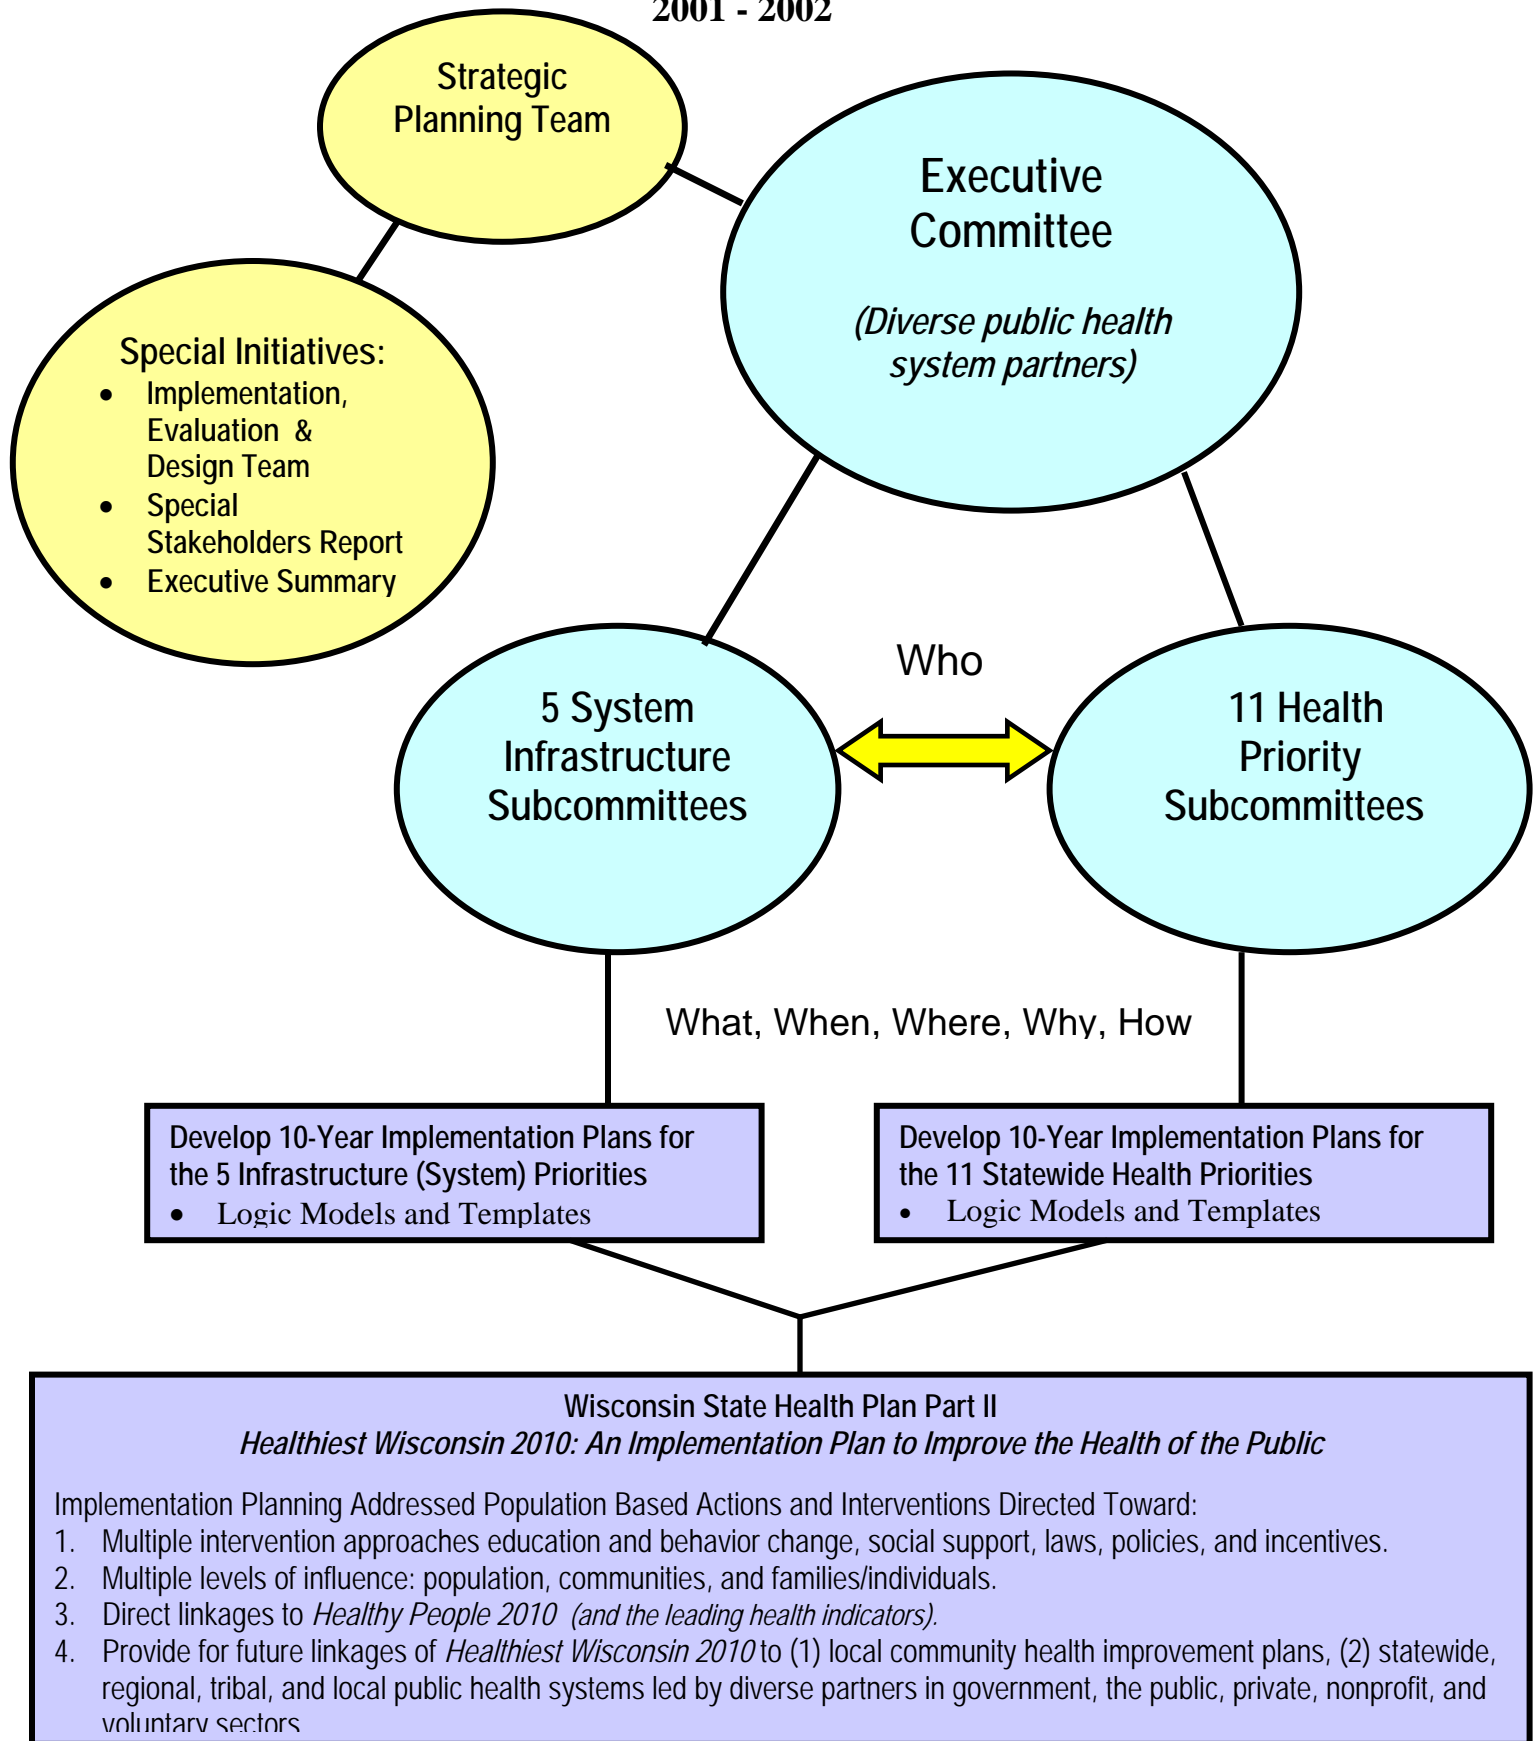 2001 - 2002
Strategic
Planning Team
Executive
Committee
(Diverse public health
system partners)
Special Initiatives:
• Implementation,
Evaluation &
Design Team
• Special
Stakeholders Report
• Executive Summary
Who
5 System
Infrastructure
Subcommittees
11 Health
Priority
Subcommittees
What, When, Where, Why, How
Develop 10-Year Implementation Plans for
the 5 Infrastructure (System) Priorities
• Logic Models and Templates
Develop 10-Year Implementation Plans for
the 11 Statewide Health Priorities
• Logic Models and Templates
Wisconsin State Health Plan Part II
Healthiest Wisconsin 2010: An Implementation Plan to Improve the Health of the Public
Implementation Planning Addressed Population Based Actions and Interventions Directed Toward:
1. Multiple intervention approaches education and behavior change, social support, laws, policies, and incentives.
2. Multiple levels of influence: population, communities, and families/individuals.
3. Direct linkages to Healthy People 2010 (and the leading health indicators).
4. Provide for future linkages of Healthiest Wisconsin 2010 to (1) local community health improvement plans, (2) statewide,
regional, tribal, and local public health systems led by diverse partners in government, the public, private, nonprofit, and
voluntary sectors